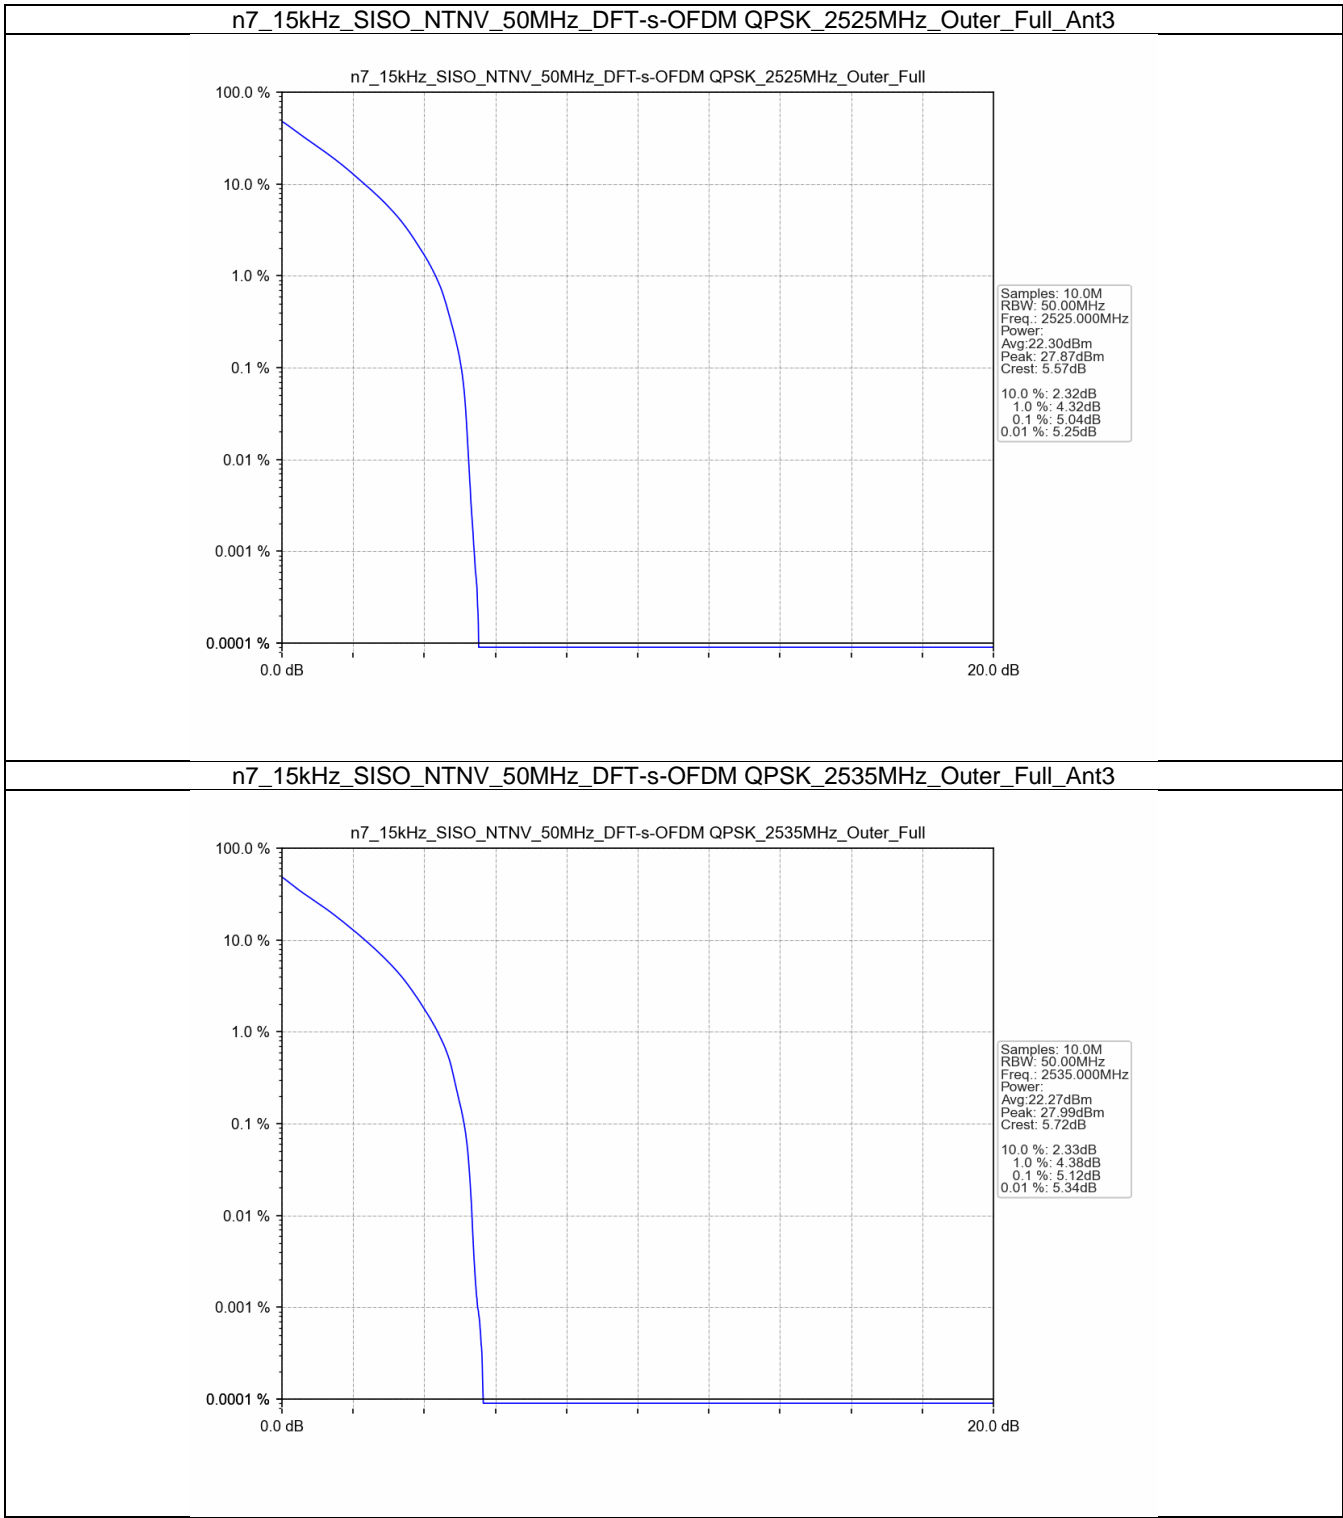 n7_15kHz_SISO_NTNV_50MHz_DFT-s-OFDM QPSK_2525MHz_Outer_Full_Ant3
n7_15kHz_SISO_NTNV_50MHz_DFT-s-OFDM QPSK_2525MHz_Outer_Full
100.0 %
10.0 %
1.0 %
0.1 %
0.01 %
0.001 %
0.0001 %
0.0 dB
20.0 dB
Samples: 10.0M
RBW: 50.00MHz
Freq.: 2525.000MHz
Power:
Avg:22.30dBm
Peak: 27.87dBm
Crest: 5.57dB
10.0 %: 2.32dB
1.0 %: 4.32dB
0.1 %: 5.04dB
0.01 %: 5.25dB
n7_15kHz_SISO_NTNV_50MHz_DFT-s-OFDM QPSK_2535MHz_Outer_Full_Ant3
n7_15kHz_SISO_NTNV_50MHz_DFT-s-OFDM QPSK_2535MHz_Outer_Full
100.0 %
10.0 %
1.0 %
0.1 %
0.01 %
0.001 %
0.0001 %
0.0 dB
20.0 dB
Samples: 10.0M
RBW: 50.00MHz
Freq.: 2535.000MHz
Power:
Avg:22.27dBm
Peak: 27.99dBm
Crest: 5.72dB
10.0 %: 2.33dB
1.0 %: 4.38dB
0.1 %: 5.12dB
0.01 %: 5.34dB